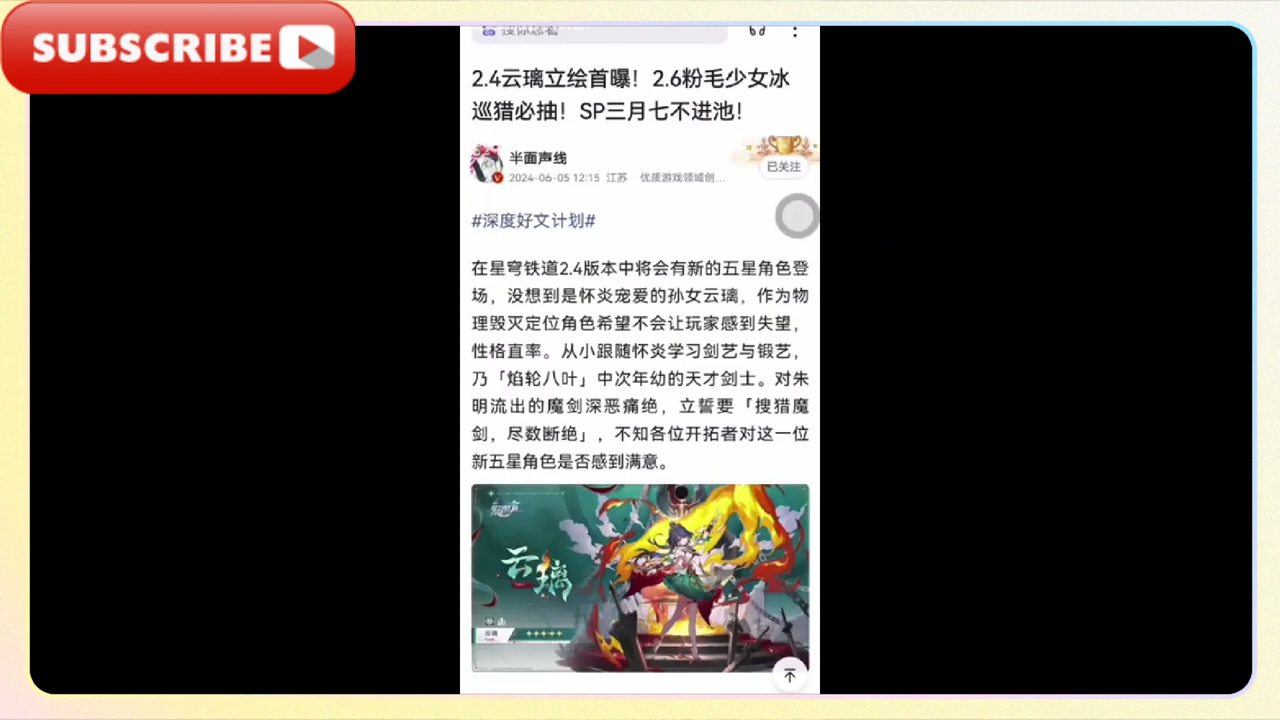 SUBSCRIBE
2.4云璃立绘首曝！2.6粉毛少女冰
巡猎必抽！SP三月七不进池！
半面声线
2024-06-05 12:15 江苏 优质游戏领域创...
已关注
#深度好文计划#
在星穹铁道2.4版本中将会有新的五星角色登
场，没想到是怀炎宠爱的孙女云璃，作为物
理毁灭定位角色希望不会让玩家感到失望，
性格直率。从小跟随怀炎学习剑艺与锻艺，
乃「焰轮八叶」中次年幼的天才剑士。对朱
明流出的魔剑深恶痛绝，立誓要「搜猎魔
剑，尽数断绝」，不知各位开拓者对这一位
新五星角色是否感到满意。
云璃
云璃